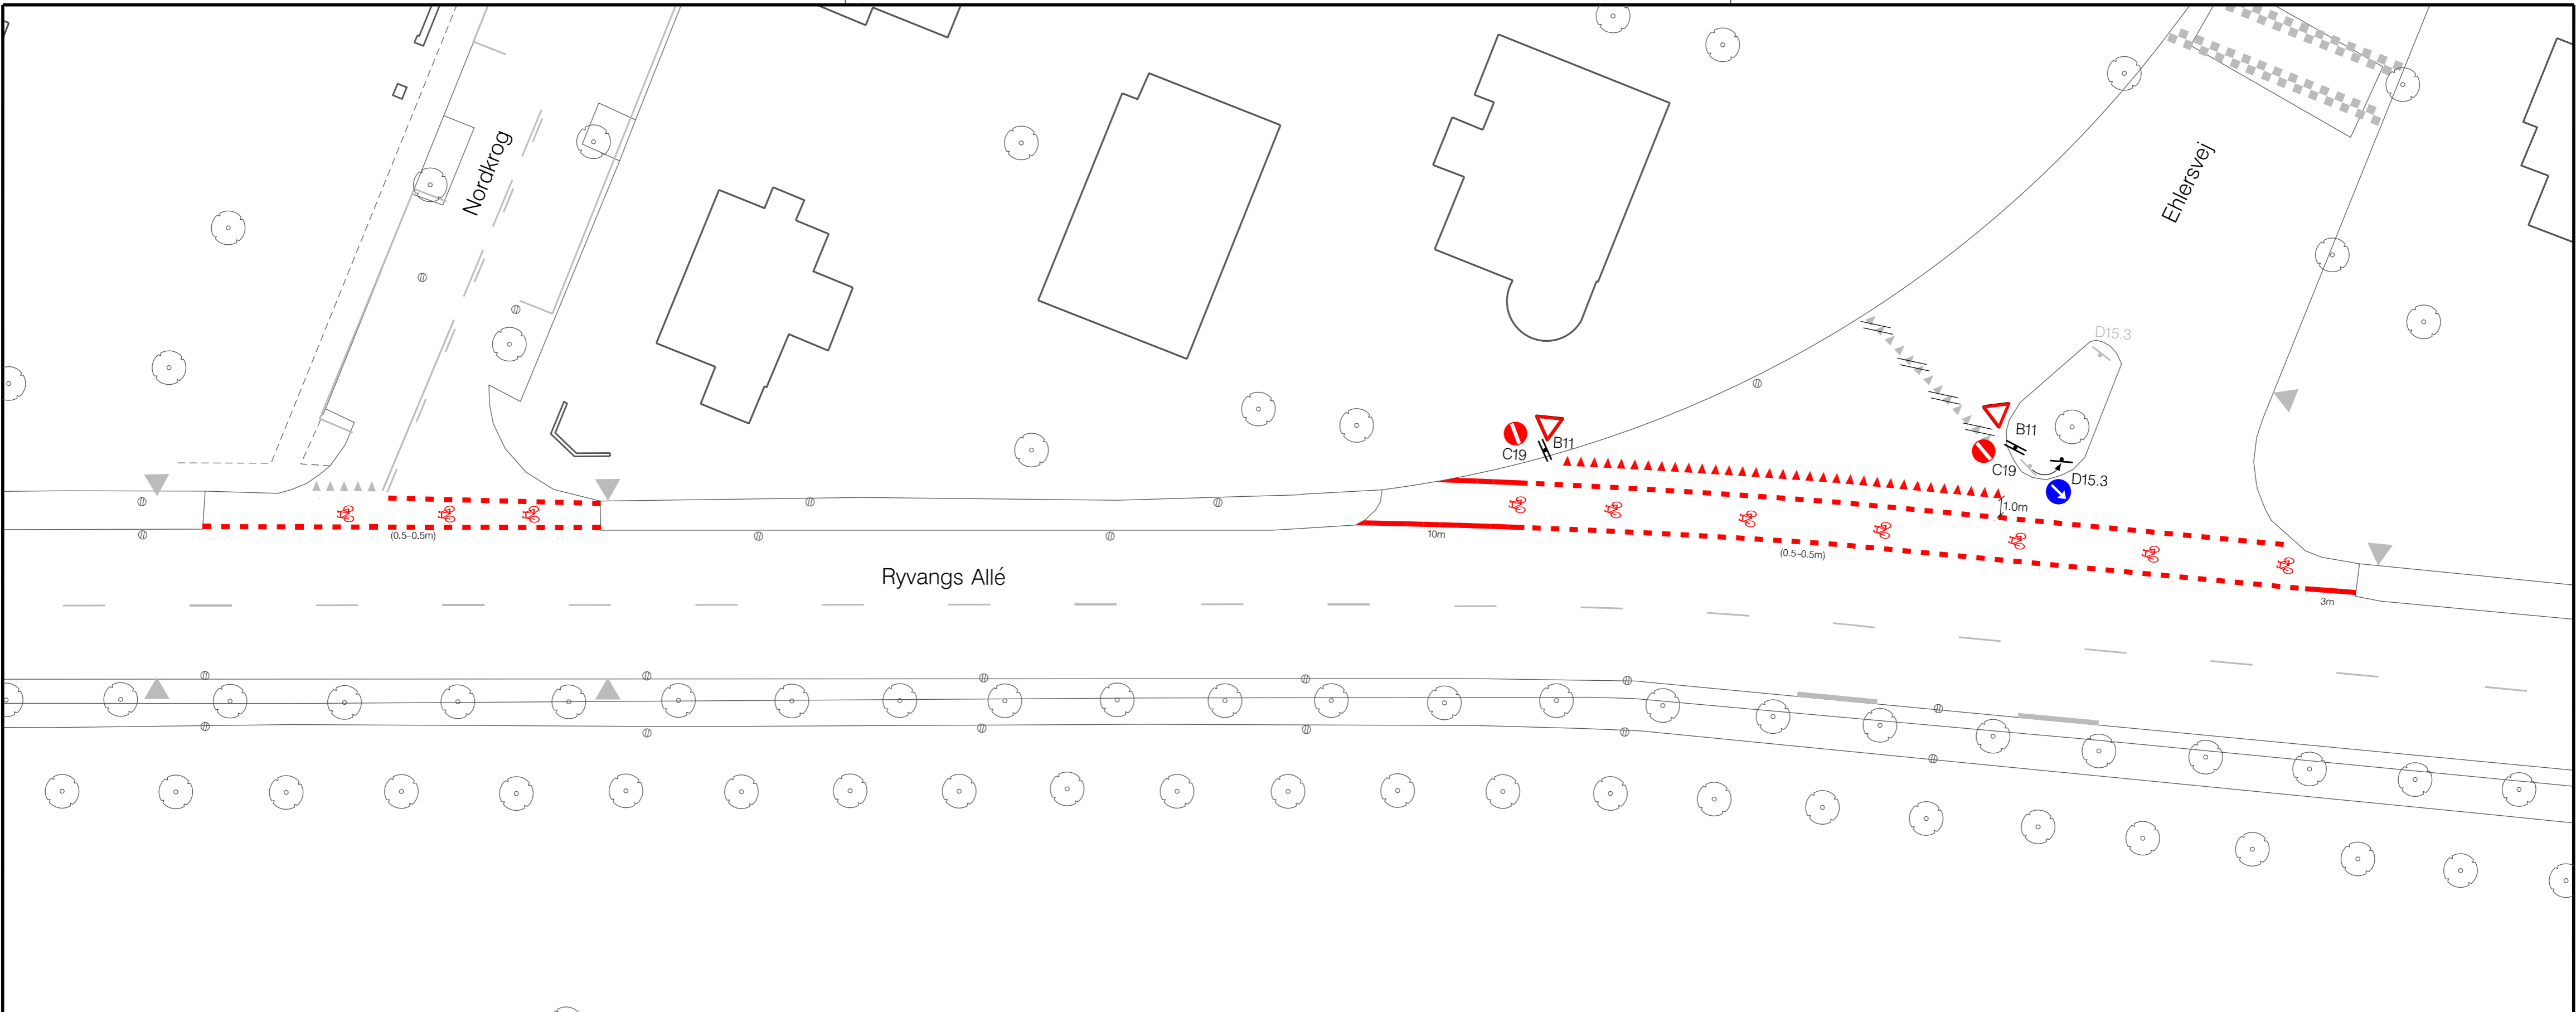 Nordkrog
Ehlersvej
D15.3
B11
C19
B11
C19
D15.3
1.0m
(0.5–0.5m)
10m
(0.5–0.5m)
Ryvangs Allé
3m